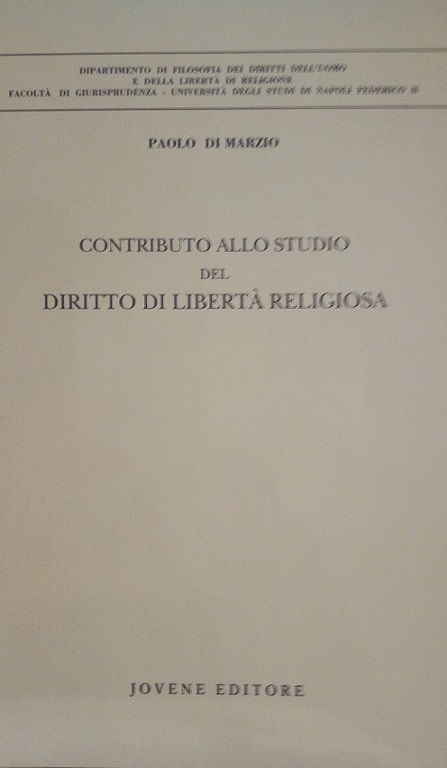 DIPARTIMENTO DI FILOSOFIA DEI DIRITTI DELL'UOMO
E DELLA LIBERTÀ DI RELIGIONE
FACOLTÀ DI GIURISPRUDENZA - UNIVERSITÀ DEGLI STUDI DI NAPOLI FEDERICO II
PAOLO DI MARZIO
CONTRIBUTO ALLO STUDIO
DEL
DIRITTO DI LIBERTÀ RELIGIOSA
JOVENE EDITORE